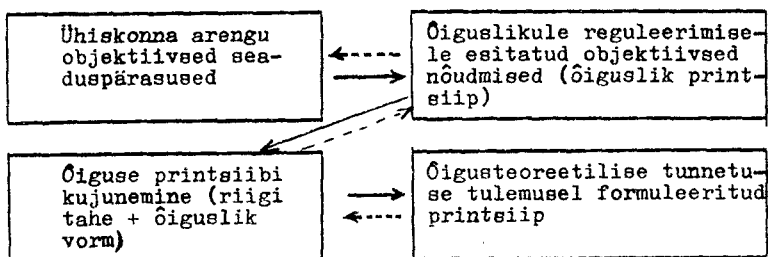 Ühiskonna arengu
objektiivsed sea-
duspärasused
Õiguslikule reguleerimise-
le esitatud objektiivsed
nõudmised (õiguslik print-
siip)
Õiguse printsiibi
kujunemine (riigi
tahe + õiguslik
vorm)
Õigusteoreetilise tunnetu-
se tulemusel formuleeritud
printsiip